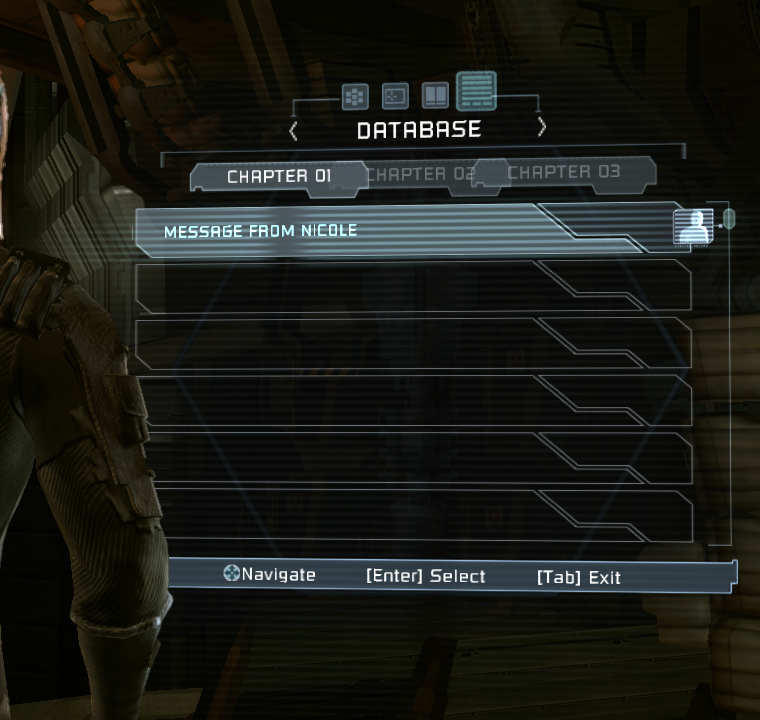 DATABASE
CHAPTER 01 CHAPTER 02 CHAPTER 03
MESSAGE FROM NICOLE
Navigate [Enter] Select [Tab] Exit